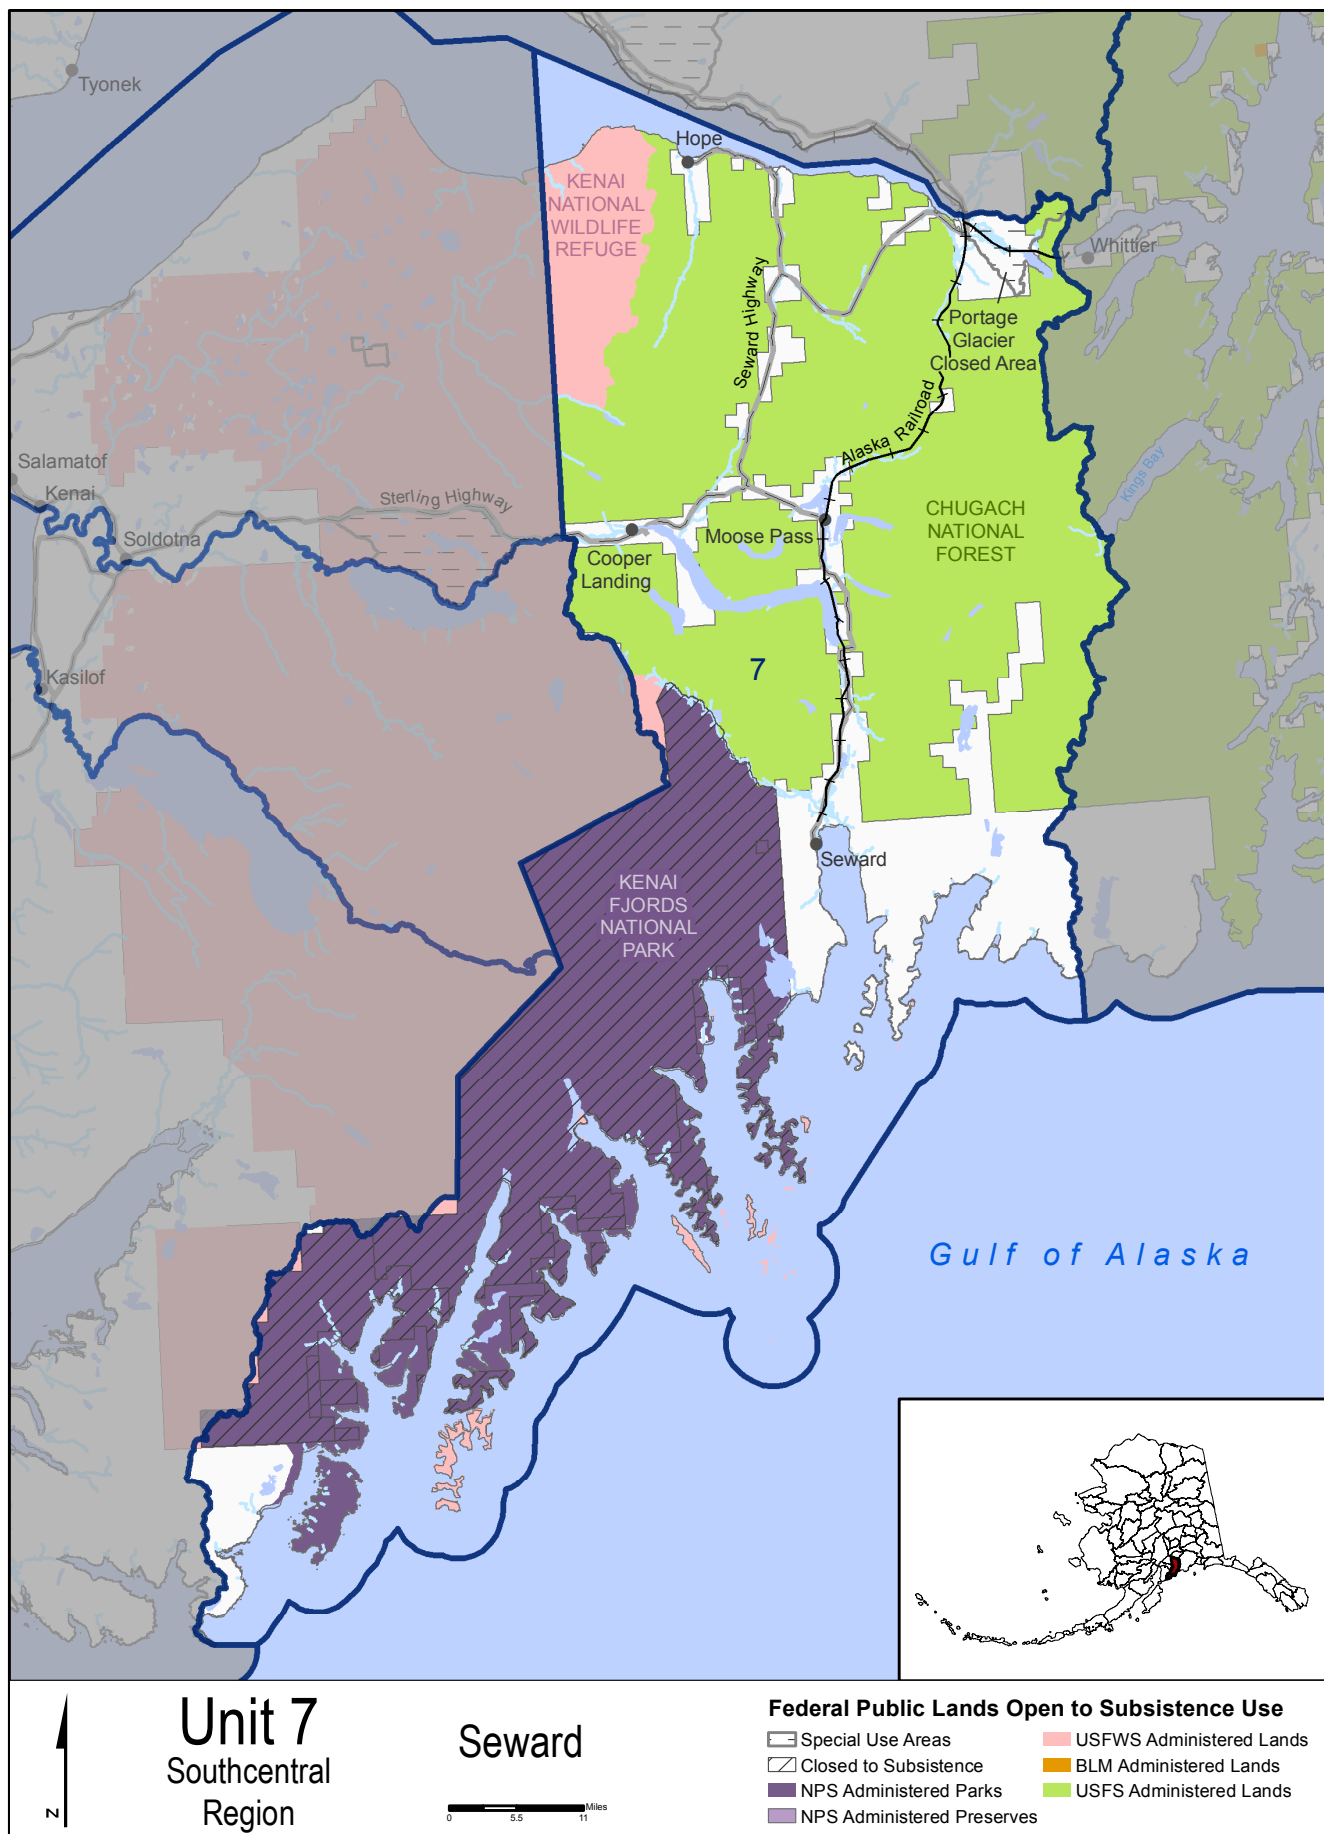 Tyonek
Hope
KENAI
NATIONAL
WILDLIFE
REFUGE
Whittier
Seward Highway
Portage
Glacier
Closed Area
Alaska Railroad
Salamatof
Kenai
Sterling Highway
Kings Bay
Soldotna
CHUGACH
NATIONAL
FOREST
Moose Pass
Cooper
Landing
7
Kasilof
Seward
KENAI
FJORDS
NATIONAL
PARK
Gulf of Alaska
N
Unit 7
Southcentral
Region
Seward
Miles
0 5.5 11
Federal Public Lands Open to Subsistence Use
Special Use Areas
Closed to Subsistence
NPS Administered Parks
NPS Administered Preserves
USFWS Administered Lands
BLM Administered Lands
USFS Administered Lands